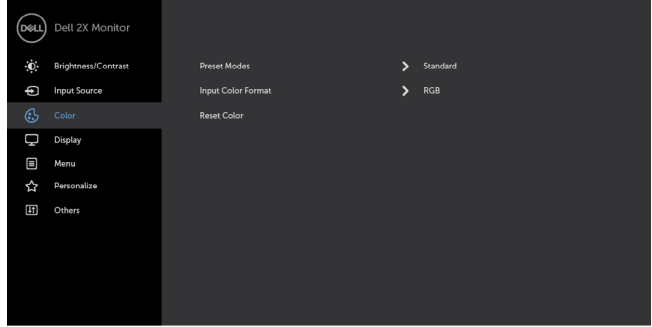 DELL
Dell 2X Monitor
Brightness/Contrast
Preset Modes
Standard
Input Source
Input Color Format
RGB
Color
Reset Color
Display
Menu
Personalize
Others